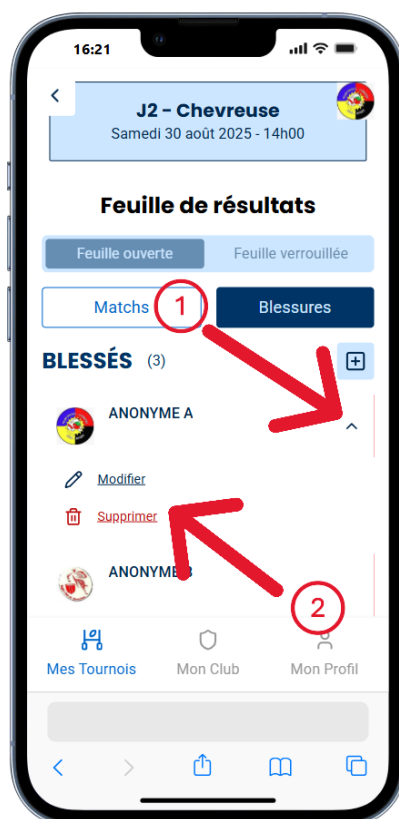 16:21
J2 - Chevreuse
Samedi 30 août 2025 - 14h00
Feuille de résultats
Feuille ouverte Feuille verrouillée
Matchs 1 Blessures
BLESSÉS (3)
ANONYME A
Modifier
Supprimer
ANONYME B
2
Mes Tournois Mon Club Mon Profil